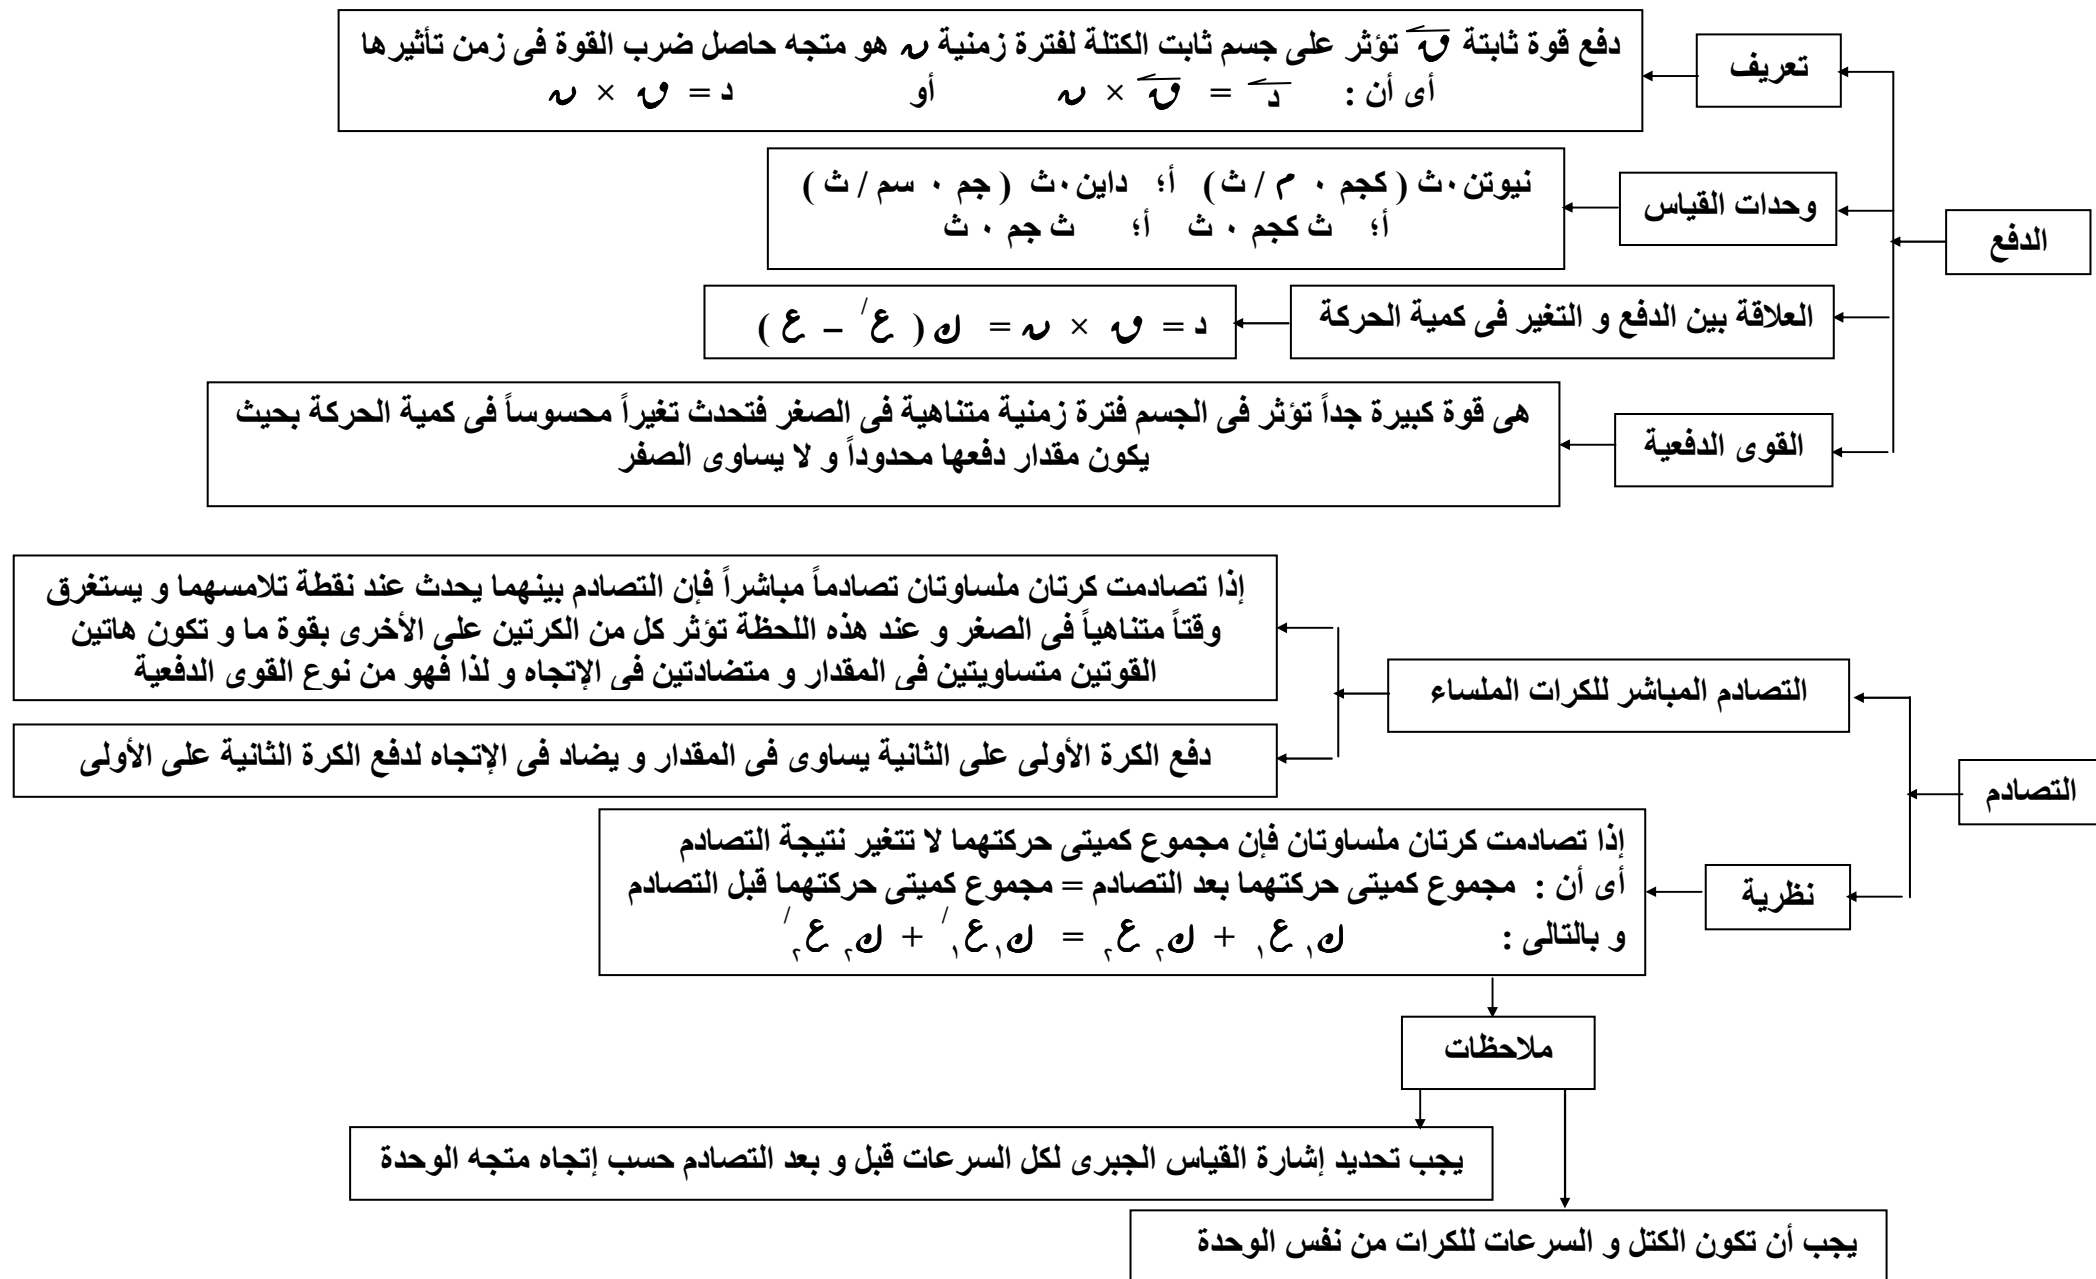 الدفع
تعريف
دفع قوة ثابتة ق تؤثر على جسم ثابت الكتلة لفترة زمنية ن هو متجه حاصل ضرب القوة فى زمن تأثيرها
أى أن : د = ق × ن أو د = ق × ن
وحدات القياس
نيوتن٠ث ( كجم ٠ م / ث ) أ؛ داين٠ث ( جم ٠ سم / ث )
أ؛ ث كجم ٠ ث أ؛ ث جم ٠ ث
العلاقة بين الدفع و التغير فى كمية الحركة
د = ق × ن = ك ( ع/ – ع )
القوى الدفعية
هى قوة كبيرة جداً تؤثر فى الجسم فترة زمنية متناهية فى الصغر فتحدث تغيراً محسوساً فى كمية الحركة بحيث
يكون مقدار دفعها محدوداً و لا يساوى الصفر
التصادم
التصادم المباشر للكرات الملساء
إذا تصادمت كرتان ملساوتان تصادماً مباشراً فإن التصادم بينهما يحدث عند نقطة تلامسهما و يستغرق
وقتاً متناهياً فى الصغر و عند هذه اللحظة تؤثر كل من الكرتين على الأخرى بقوة ما و تكون هاتين
القوتين متساويتين فى المقدار و متضادتين فى الإتجاه و لذا فهو من نوع القوى الدفعية
دفع الكرة الأولى على الثانية يساوى فى المقدار و يضاد فى الإتجاه لدفع الكرة الثانية على الأولى
نظرية
إذا تصادمت كرتان ملساوتان فإن مجموع كميتى حركتهما لا تتغير نتيجة التصادم
أى أن : مجموع كميتى حركتهما بعد التصادم = مجموع كميتى حركتهما قبل التصادم
و بالتالى : ك١ ع١ + ك٢ ع٢ = ك١ ع١/ + ك٢ ع٢/
ملاحظات
يجب تحديد إشارة القياس الجبرى لكل السرعات قبل و بعد التصادم حسب إتجاه متجه الوحدة
يجب أن تكون الكتل و السرعات للكرات من نفس الوحدة